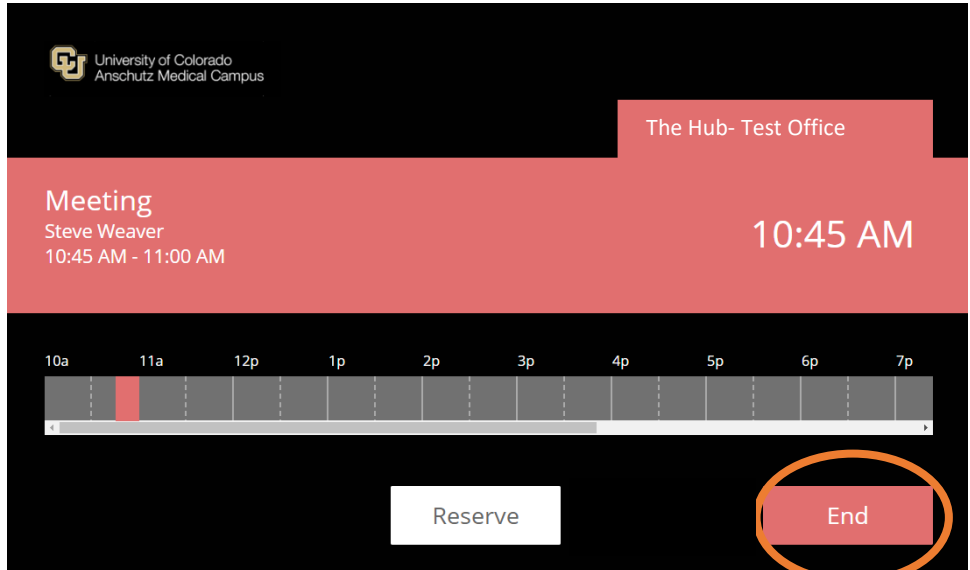 University of Colorado
Anschutz Medical Campus
The Hub- Test Office
Meeting
Steve Weaver
10:45 AM - 11:00 AM
10:45 AM
10a 11a 12p 1p 2p 3p 4p 5p 6p 7p
Reserve
End